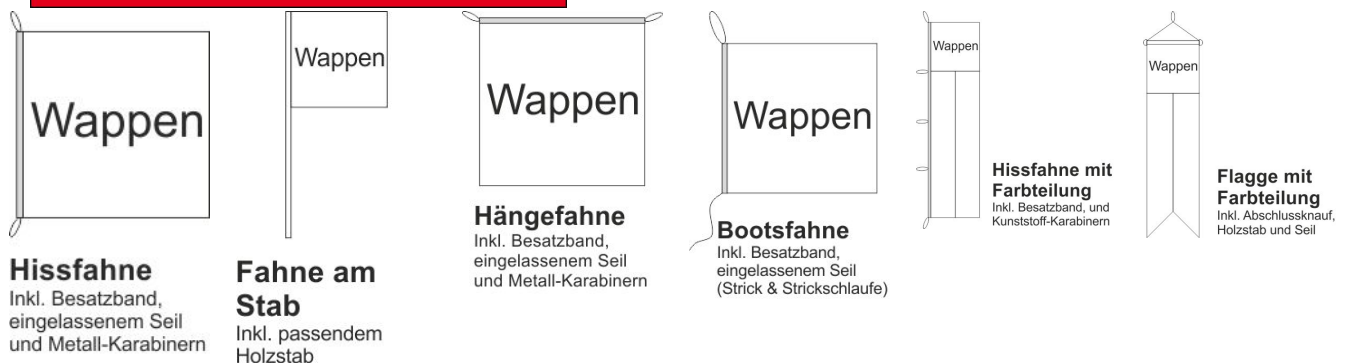 Wappen
Hissfahne
Inkl. Besatzband,
eingelassenem Seil
und Metall-Karabinern
Wappen
Fahne am
Stab
Inkl. passendem
Holzstab
Wappen
Hängefahne
Inkl. Besatzband,
eingelassenem Seil
und Metall-Karabinern
Wappen
Bootsfahne
Inkl. Besatzband,
eingelassenem Seil
(Strick & Strickschlaufe)
Wappen
Hissfahne mit
Farbteilung
Inkl. Besatzband, und
Kunststoff-Karabinern
Wappen
Flagge mit
Farbteilung
Inkl. Abschlussknauf,
Holzstab und Seil